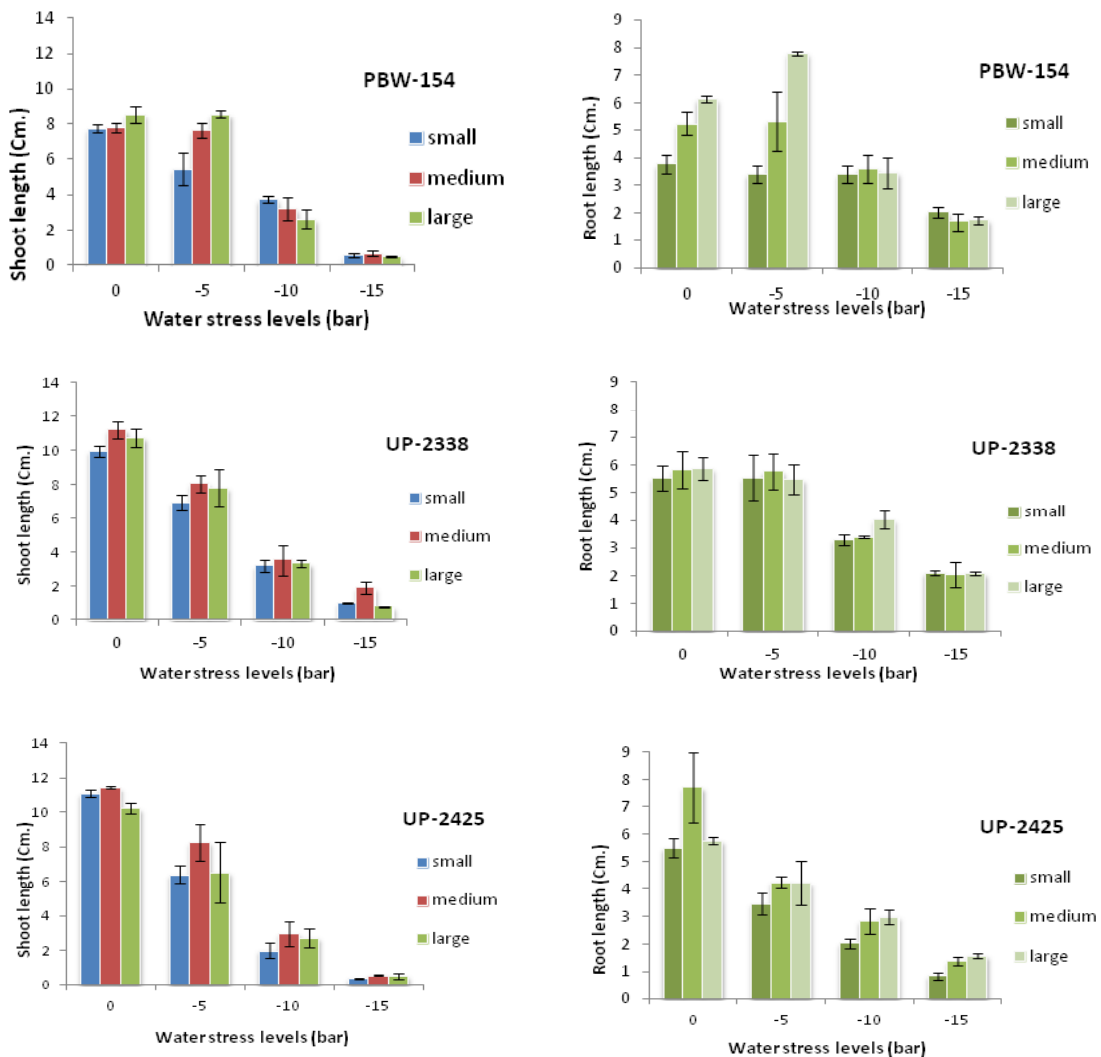 14
12
10
8
6
4
2
0
Shoot length (Cm.)
PBW-154
small
medium
large
0 -5 -10 -15
Water stress levels (bar)
9
8
7
6
5
4
3
2
1
0
Root length (Cm.)
PBW-154
small
medium
large
0 -5 -10 -15
Water stress levels (bar)
14
12
10
8
6
4
2
0
Shoot length (Cm.)
UP-2338
small
medium
large
0 -5 -10 -15
Water stress levels (bar)
9
8
7
6
5
4
3
2
1
0
Root length (Cm.)
UP-2338
small
medium
large
0 -5 -10 -15
Water stress levels (bar)
14
12
10
8
6
4
2
0
Shoot length (Cm.)
UP-2425
small
medium
large
0 -5 -10 -15
Water stress levels (bar)
9
8
7
6
5
4
3
2
1
0
Root length (Cm.)
UP-2425
small
medium
large
0 -5 -10 -15
Water stress levels (bar)